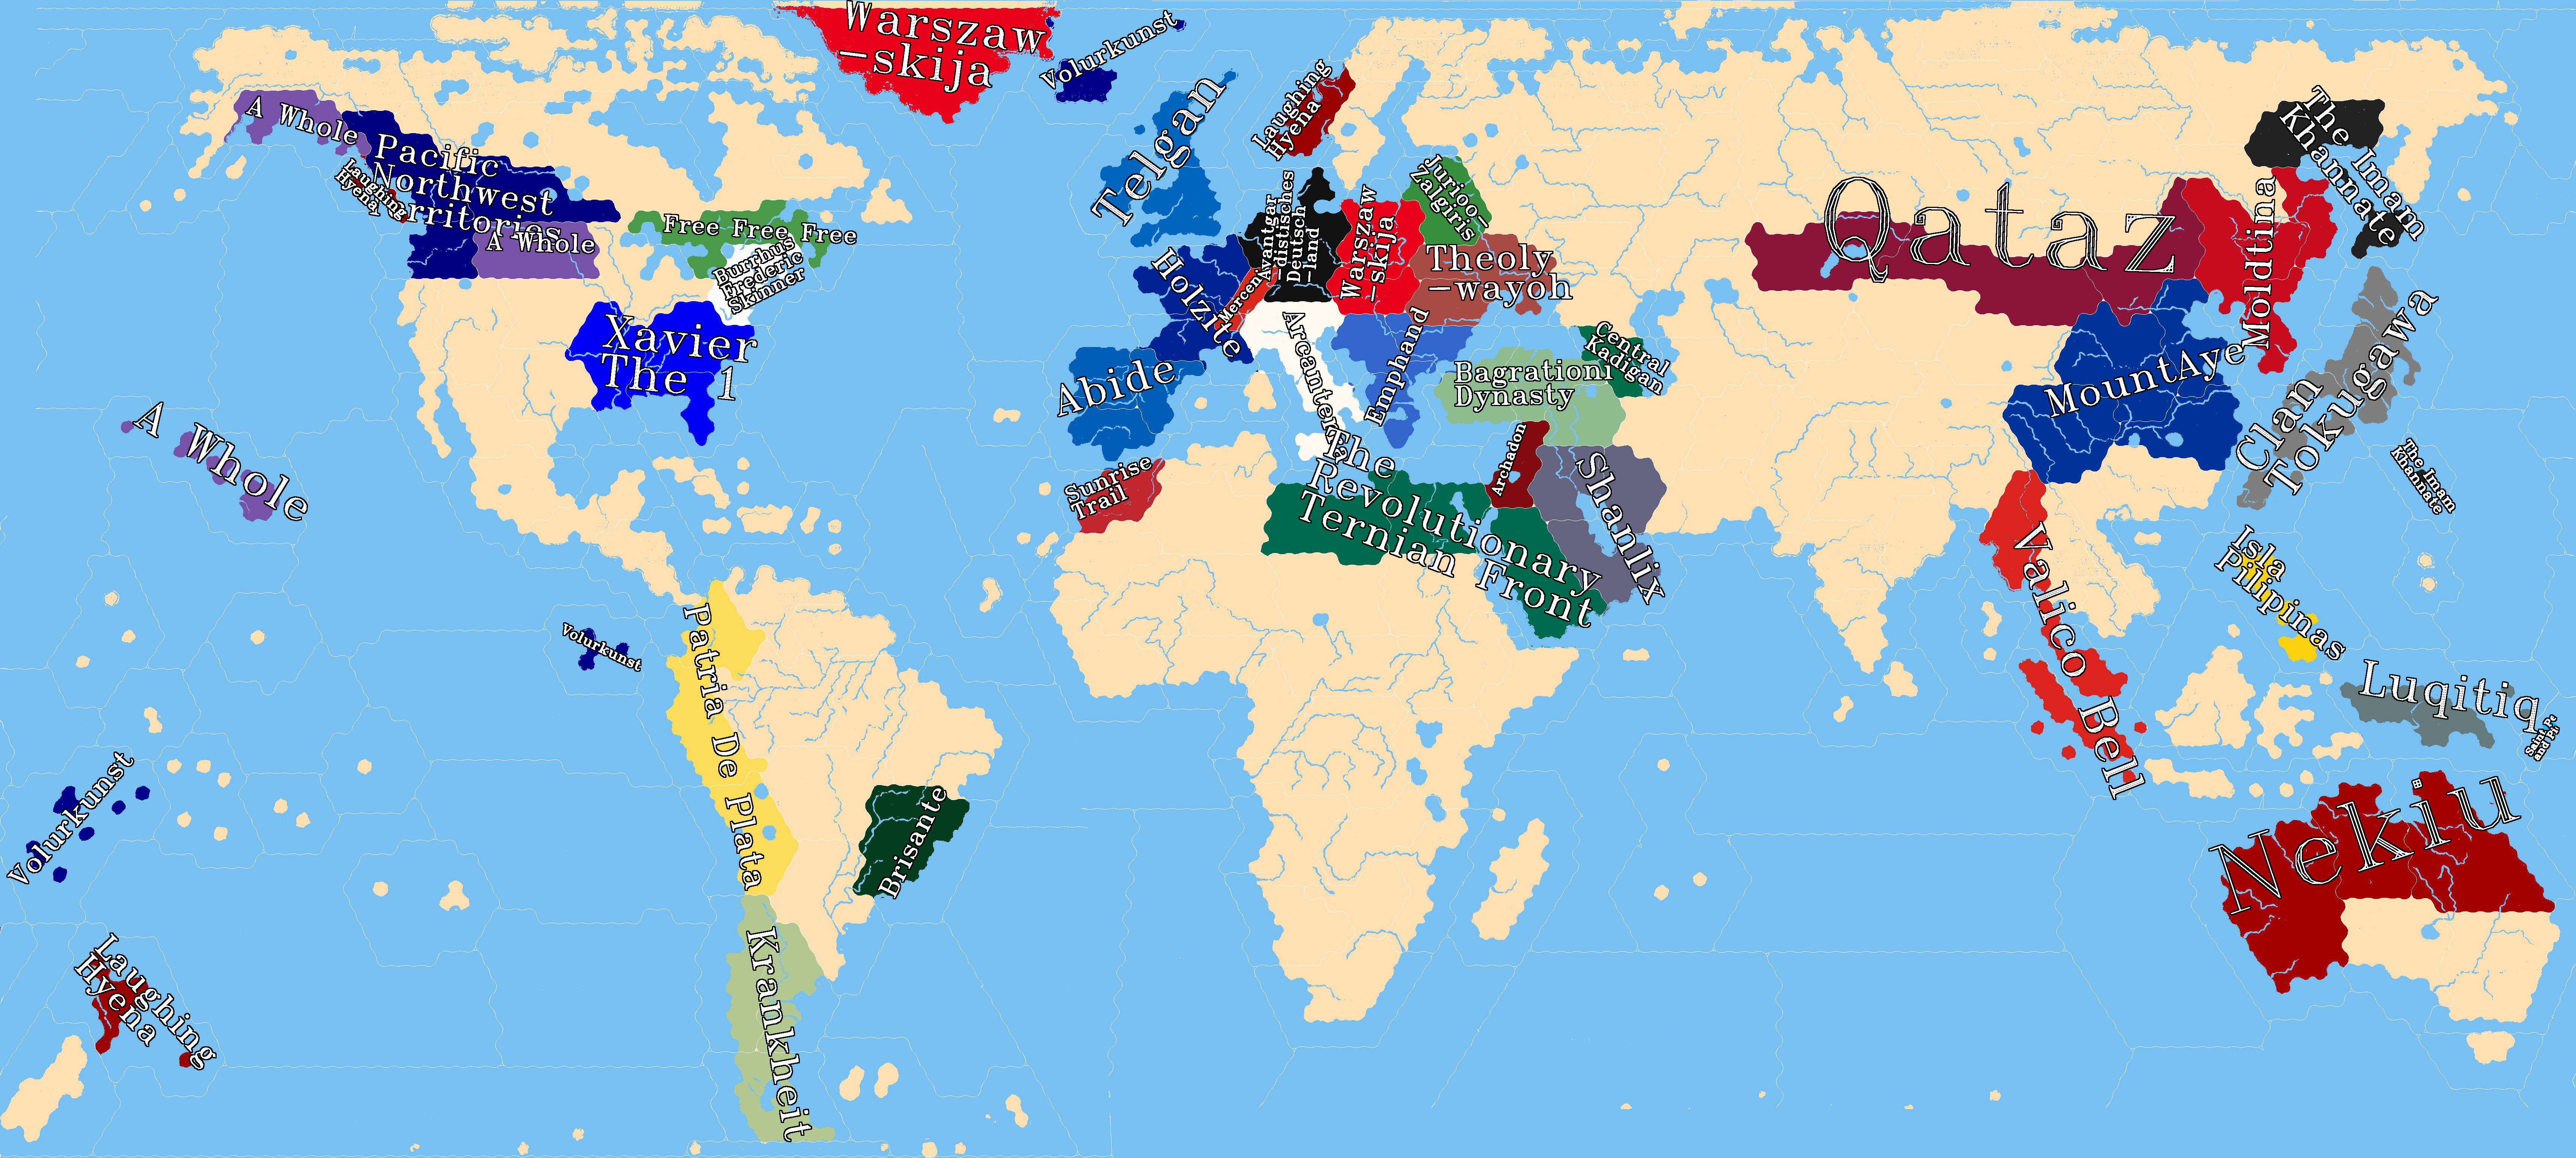 Warszaw
-skija
Volurkunst
A Whole
Pacific
Northwest
Territories
Laughing
Hyena
A Whole
Free Free Free
Burrhus
Frederic
Skinner
Xavier
The 1
A Whole
Telgan
Laughing
Hyena
Avantgar
distisches
Deutsch
-land
Warszaw
-skija
Jurioo-
Zalgiris
Theoly
-wayoh
Holzite
Mercen
Arcanter
Emphand
Abide
Bagrationi
Dynasty
Central
Kadigan
Sunrise
Trail
The
Revolutionary
Ternian Front
Archadon
Shanlix
Qataz
The Imam
Khannate
Moldtina
MountAye
Clan
Tokugawa
The Imam
Khannate
Valico Bell
Isla
Pilipinas
Luqitiq
Nekiu
Volurkunst
Patria De Plata
Brisante
Krankheit
Volurkunst
Laughing
Hyena